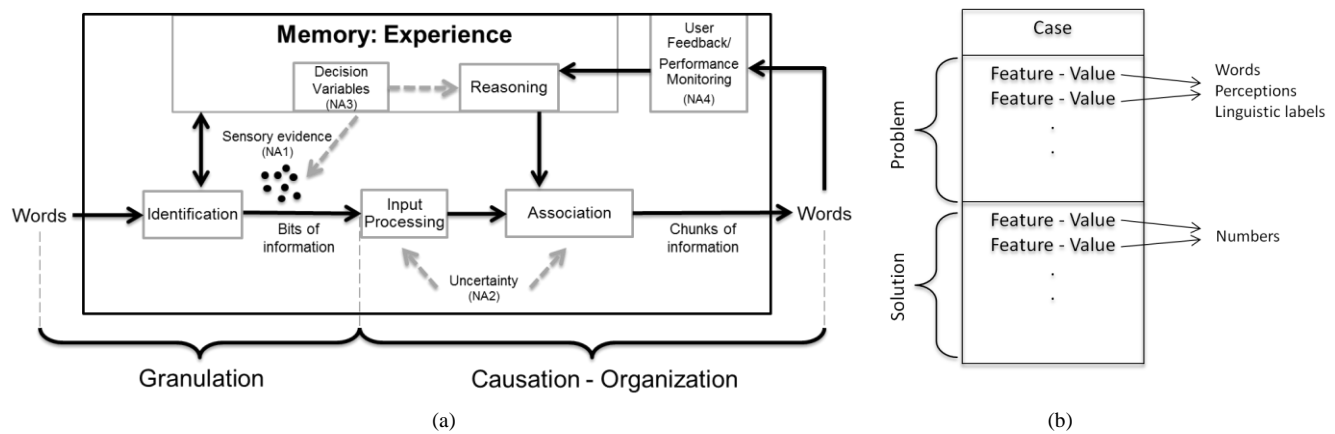 Memory: Experience
User
Feedback/
Performance
Monitoring
(NA4)
Decision
Variables
(NA3)
Reasoning
Sensory evidence
(NA1)
Words
Identification
Bits of
information
Input
Processing
Association
Chunks of
information
Words
Uncertainty
(NA2)
Granulation
Causation - Organization
(a)
Case
Problem
Feature - Value
Feature - Value
.
.
Words
Perceptions
Linguistic labels
Solution
Feature - Value
Feature - Value
.
.
Numbers
(b)